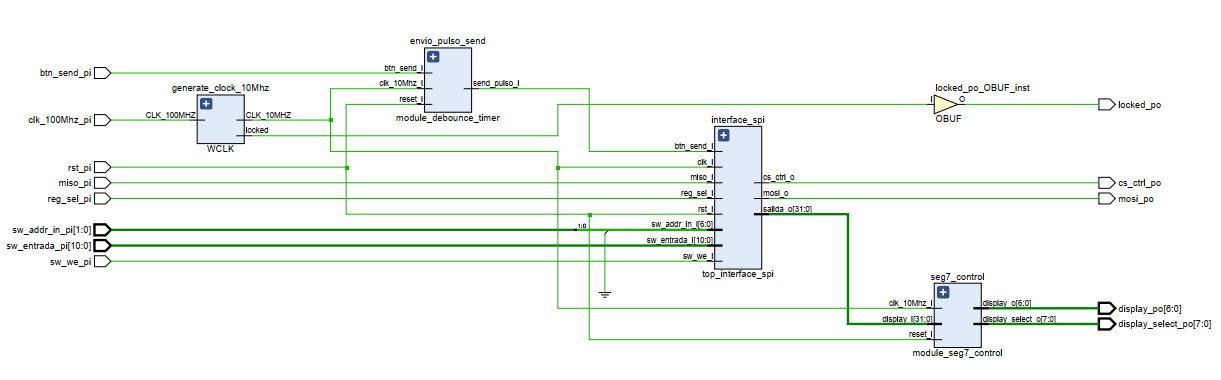 envio_pulso_send
btn_send_pi
btn_send_i
generate_clock_10Mhz
clk_10Mhz_i
send_pulso_i
reset_i
locked_po_OBUF_inst
I
O
locked_po
clk_100Mhz_pi
CLK_100MHZ
CLK_10MHZ
locked
module_debounce_timer
OBUF
WCLK
interface_spi
btn_send_i
rst_pi
clk_i
miso_pi
miso_i
cs_ctrl_o
cs_ctrl_po
reg_sel_pi
reg_sel_i
mosi_o
mosi_po
rst_i
salida_o[31:0]
sw_addr_in_pi[1:0]
1:0
sw_addr_in_i[6:0]
sw_entrada_pi[10:0]
sw_entrada_i[10:0]
sw_we_pi
sw_we_i
top_interface_spi
seg7_control
clk_10Mhz_i
display_o[6:0]
display_po[6:0]
display_i[31:0]
display_select_o[7:0]
display_select_po[7:0]
reset_i
module_seg7_control